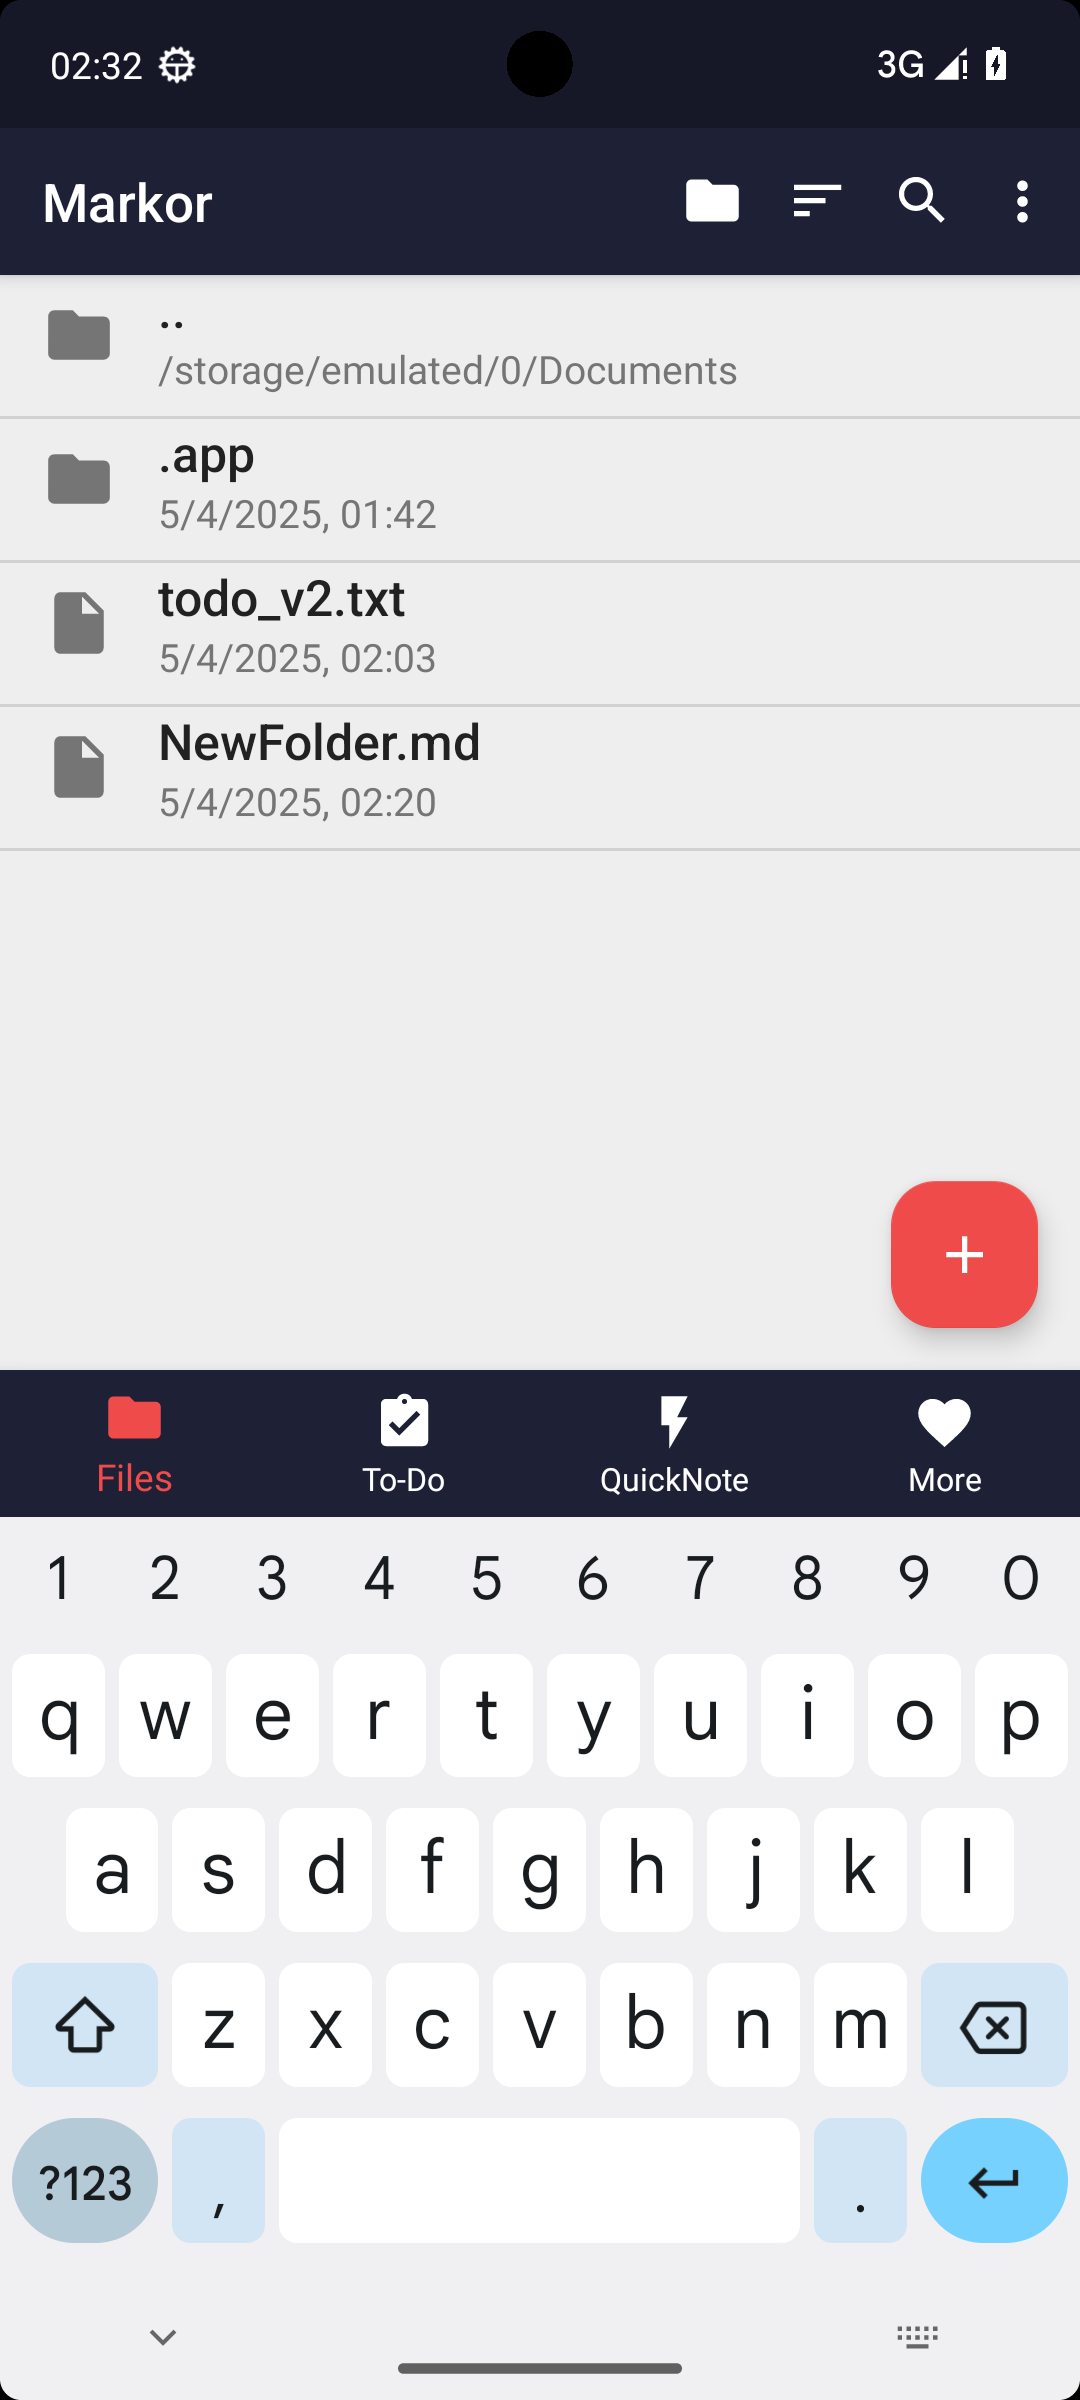 02:32
3G
Markor
..
/storage/emulated/0/Documents
.app
5/4/2025, 01:42
todo_v2.txt
5/4/2025, 02:03
NewFolder.md
5/4/2025, 02:20
+
Files To-Do QuickNote More
1 2 3 4 5 6 7 8 9 0
q w e r t y u i o p
a s d f g h j k l
z x c v b n m
?123 , .